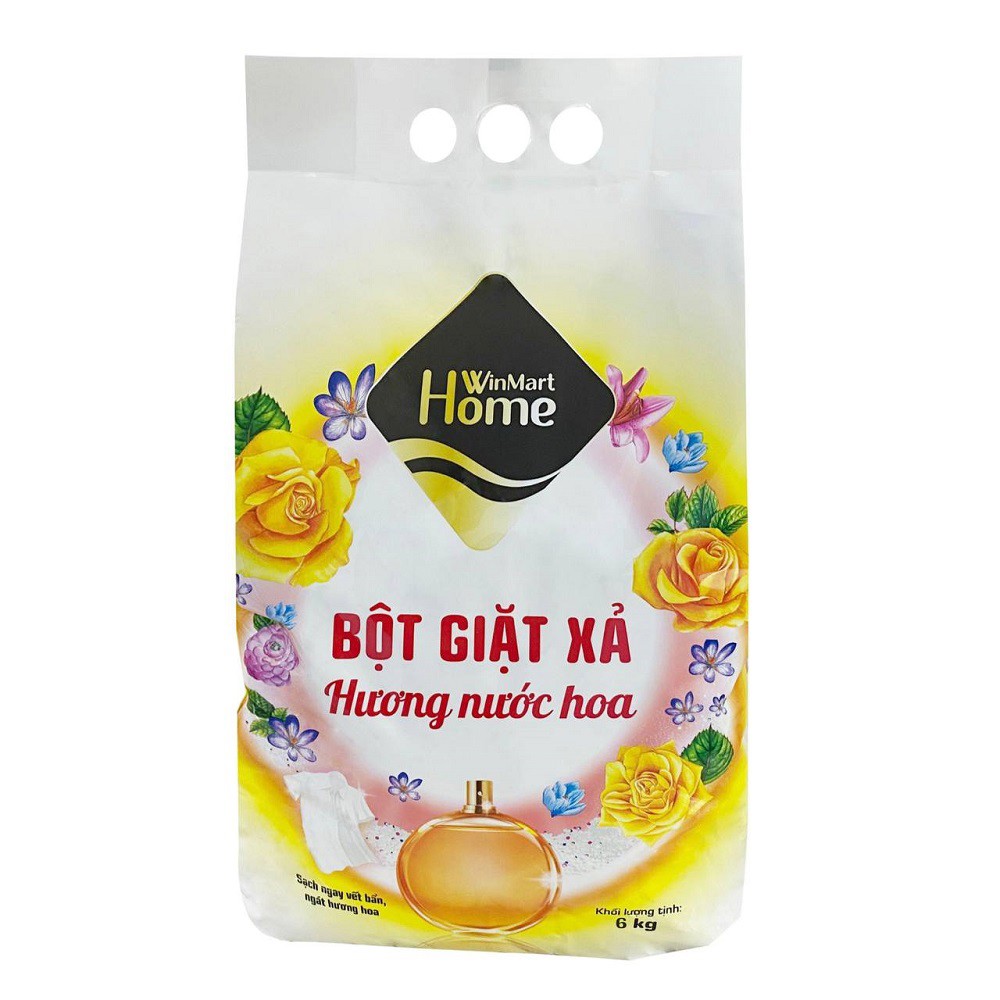 WinMart
Home
BỘT GIẶT XẢ
Hương nước hoa
Sạch ngay vết bẩn,
ngát hương hoa
Khối lượng tịnh:
6 kg